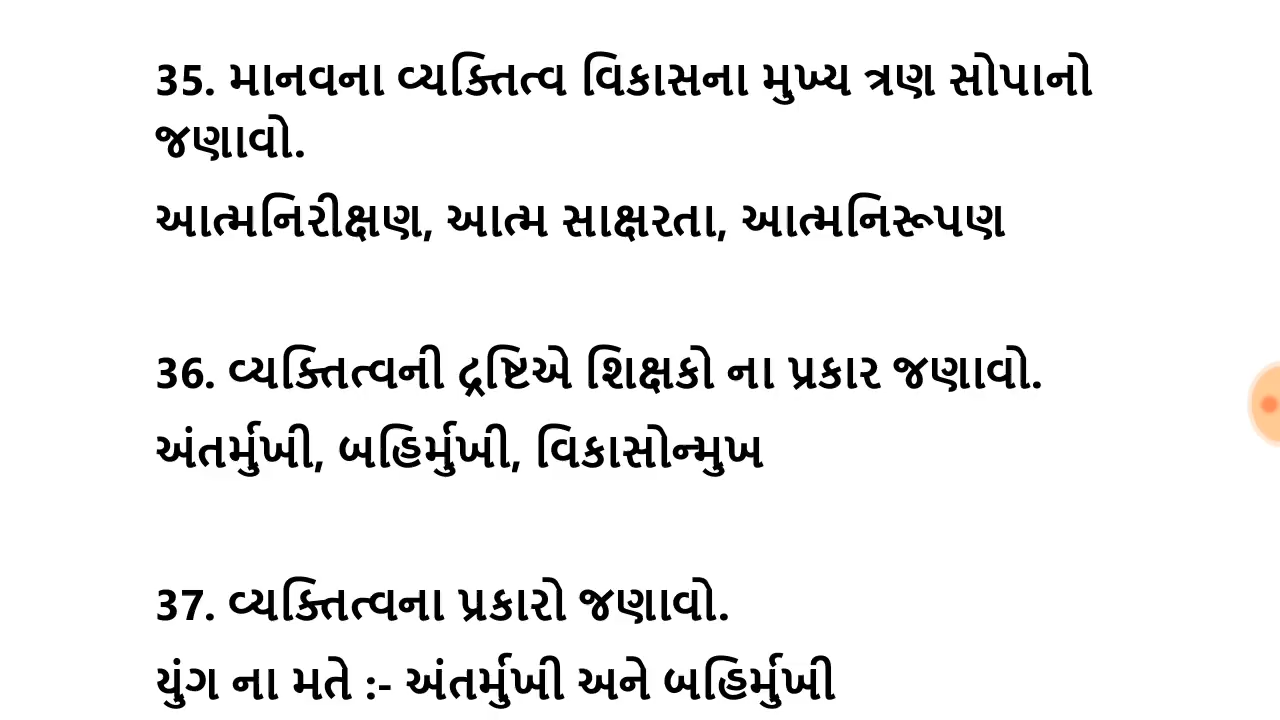 35. માનવના વ્યક્તિત્વ વિકાસના મુખ્ય ત્રણ સોપાનો
જણાવો.
આત્મનિરીક્ષણ, આત્મ સાક્ષરતા, આત્મનિરૂપણ
36. વ્યક્તિત્વની દ્રષ્ટિએ શિક્ષકો ના પ્રકાર જણાવો.
અંતર્મુખી, બહિર્મુખી, વિકાસોન્મુખ
37. વ્યક્તિત્વના પ્રકારો જણાવો.
યુંગ ના મતે :- અંતર્મુખી અને બહિર્મુખી